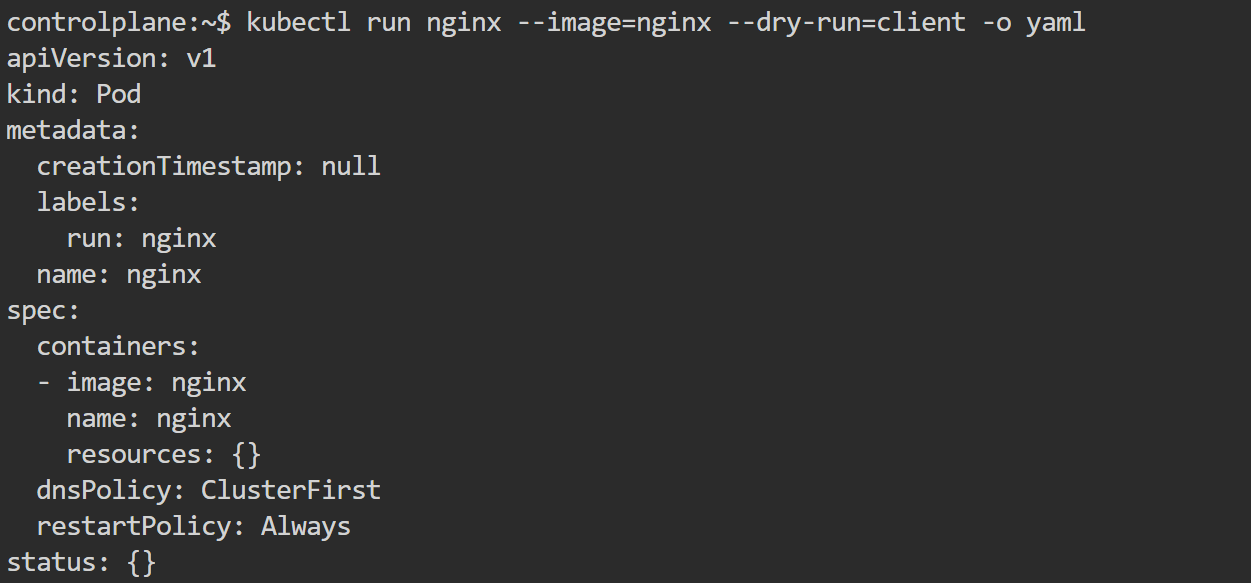 controlplane:~$ kubectl run nginx --image=nginx --dry-run=client -o yaml
apiVersion: v1
kind: Pod
metadata:
  creationTimestamp: null
  labels:
    run: nginx
  name: nginx
spec:
  containers:
  - image: nginx
    name: nginx
    resources: {}
  dnsPolicy: ClusterFirst
  restartPolicy: Always
status: {}